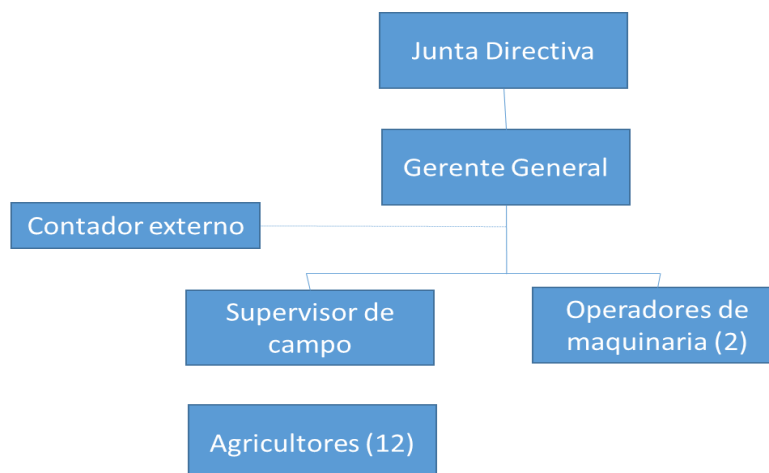 Junta Directiva
Gerente General
Contador externo
Supervisor de
campo
Operadores de
maquinaria (2)
Agricultores (12)